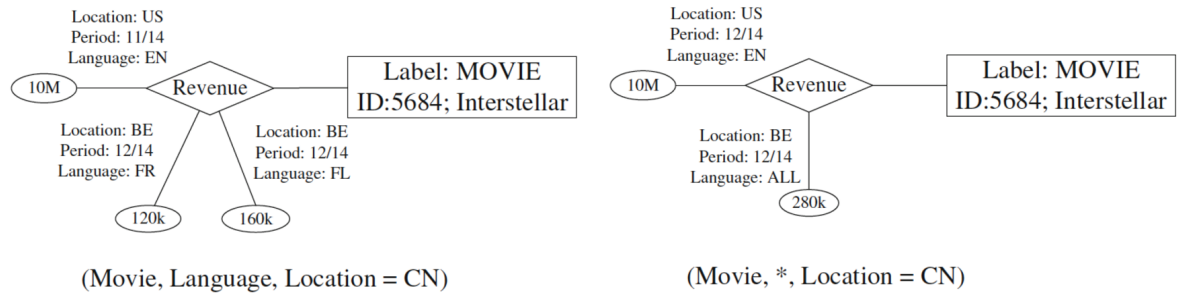 Location: US
Period: 11/14
Language: EN
10M
Revenue
Label: MOVIE
ID:5684; Interstellar
Location: BE
Period: 12/14
Language: FR
Location: BE
Period: 12/14
Language: FL
120k
160k
(Movie, Language, Location = CN)
Location: US
Period: 12/14
Language: EN
10M
Revenue
Label: MOVIE
ID:5684; Interstellar
Location: BE
Period: 12/14
Language: ALL
280k
(Movie, *, Location = CN)